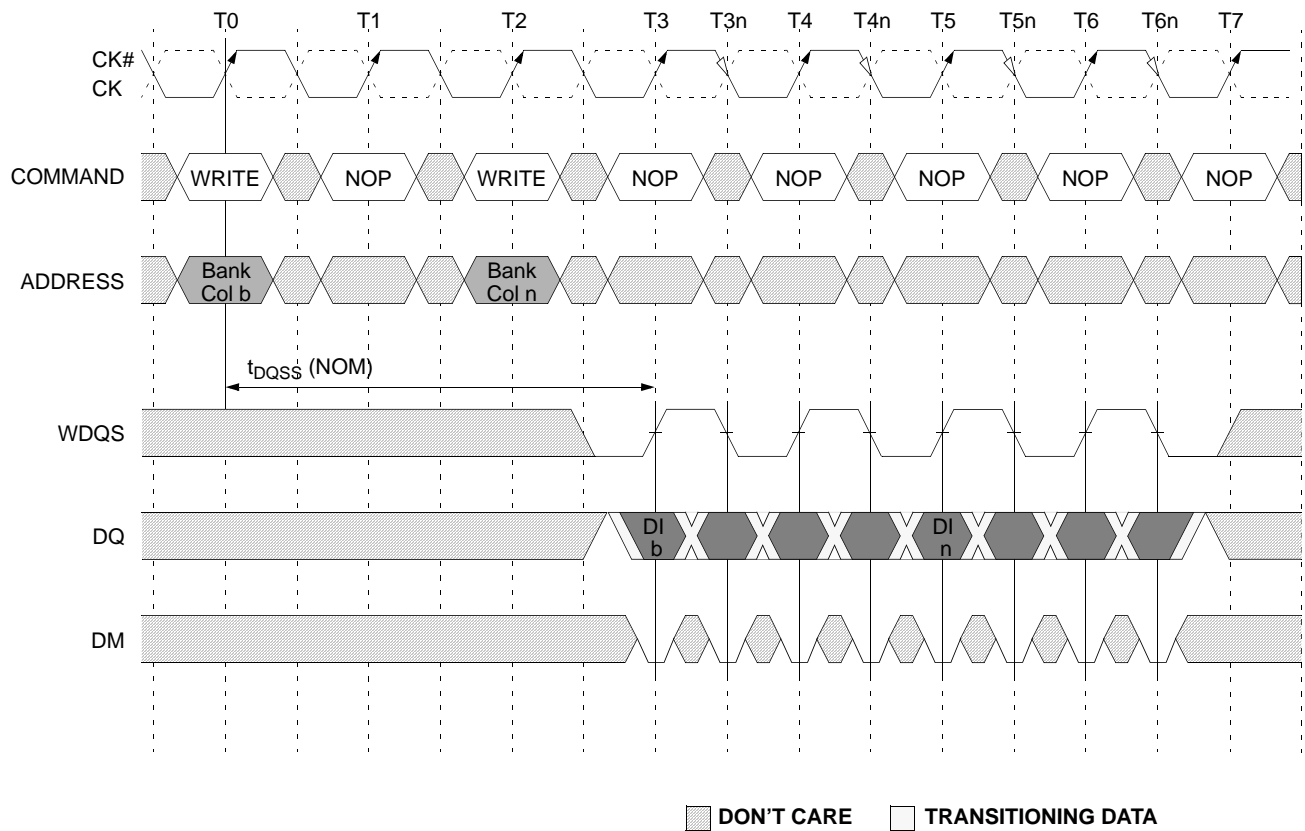 T0 T1 T2 T3 T3n T4 T4n T5 T5n T6 T6n T7
CK#
CK
COMMAND WRITE NOP WRITE NOP NOP NOP NOP NOP
ADDRESS Bank Col b Bank Col n
tDQSS (NOM)
WDQS
DQ DI b DI n
DM
DON'T CARE TRANSITIONING DATA